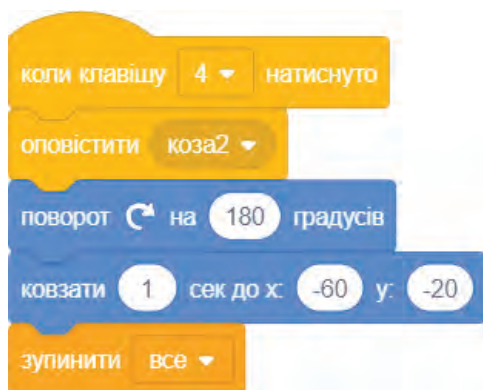 коли клавішу 4 натиснуто
оповістити коза2
поворот на 180 градусів
ковзати 1 сек до x: -60 y: -20
зупинити все